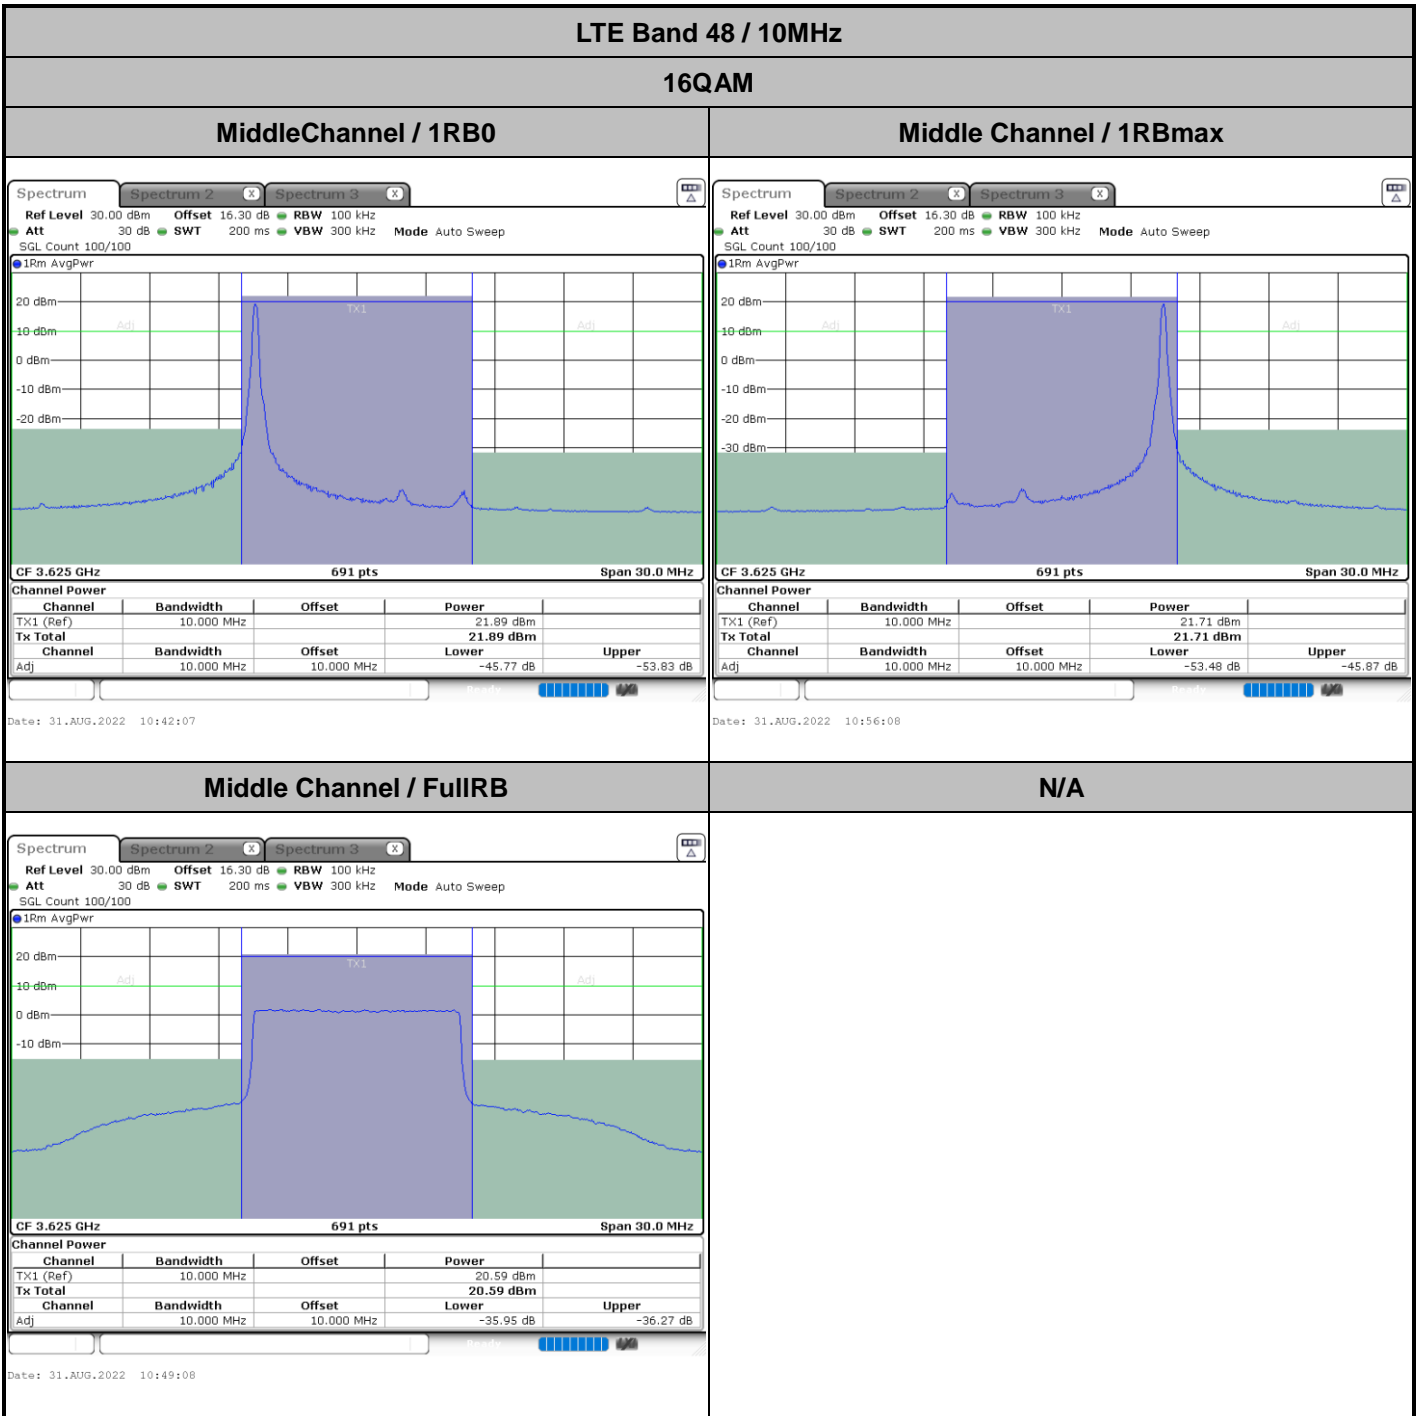 LTE Band 48 / 10MHz
16QAM
MiddleChannel / 1RB0
Middle Channel / 1RBmax
Spectrum Spectrum 2 X Spectrum 3 X
Ref Level 30.00 dBm Offset 16.30 dB RBW 100 kHz
Att 30 dB SWT 200 ms VBW 300 kHz Mode Auto Sweep
SGL Count 100/100
1Rm AvgPwr
TX1
20 dBm
Adj Adj
10 dBm
0 dBm
-10 dBm
-20 dBm
CF 3.625 GHz 691 pts Span 30.0 MHz
Channel Power
Channel Bandwidth Offset Power
TX1 (Ref) 10.000 MHz 21.89 dBm
Tx Total 21.89 dBm
Channel Bandwidth Offset Lower Upper
Adj 10.000 MHz 10.000 MHz -45.77 dB -53.83 dB
Ready
Date: 31.AUG.2022 10:42:07
Spectrum Spectrum 2 X Spectrum 3 X
Ref Level 30.00 dBm Offset 16.30 dB RBW 100 kHz
Att 30 dB SWT 200 ms VBW 300 kHz Mode Auto Sweep
SGL Count 100/100
1Rm AvgPwr
20 dBm
TX1
Adj Adj
10 dBm
0 dBm
-10 dBm
-20 dBm
-30 dBm
CF 3.625 GHz 691 pts Span 30.0 MHz
Channel Power
Channel Bandwidth Offset Power
TX1 (Ref) 10.000 MHz 21.71 dBm
Tx Total 21.71 dBm
Channel Bandwidth Offset Lower Upper
Adj 10.000 MHz 10.000 MHz -53.48 dB -45.87 dB
Ready
Date: 31.AUG.2022 10:56:08
Middle Channel / FullRB
N/A
Spectrum Spectrum 2 X Spectrum 3 X
Ref Level 30.00 dBm Offset 16.30 dB RBW 100 kHz
Att 30 dB SWT 200 ms VBW 300 kHz Mode Auto Sweep
SGL Count 100/100
1Rm AvgPwr
20 dBm
TX1
Adj Adj
10 dBm
0 dBm
-10 dBm
CF 3.625 GHz 691 pts Span 30.0 MHz
Channel Power
Channel Bandwidth Offset Power
TX1 (Ref) 10.000 MHz 20.59 dBm
Tx Total 20.59 dBm
Channel Bandwidth Offset Lower Upper
Adj 10.000 MHz 10.000 MHz -35.95 dB -36.27 dB
Ready
Date: 31.AUG.2022 10:49:08